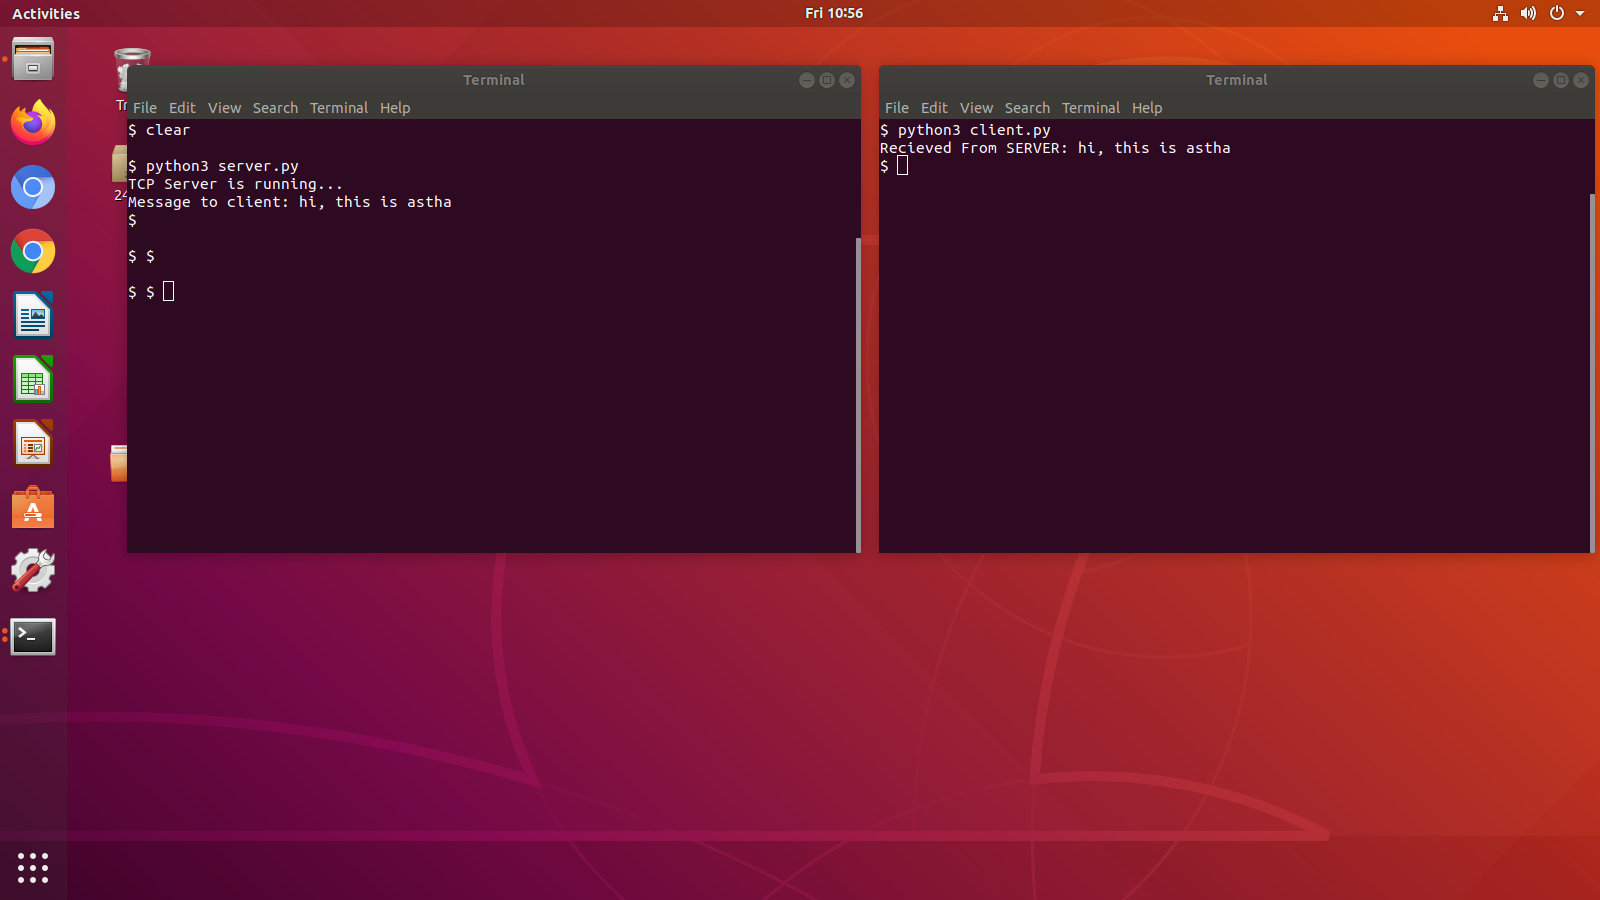 Activities
Fri 10:56
Terminal
File Edit View Search Terminal Help
$ clear
$ python3 server.py
TCP Server is running...
Message to client: hi, this is astha
$
$ $
$ $
Terminal
File Edit View Search Terminal Help
$ python3 client.py
Recieved From SERVER: hi, this is astha
$